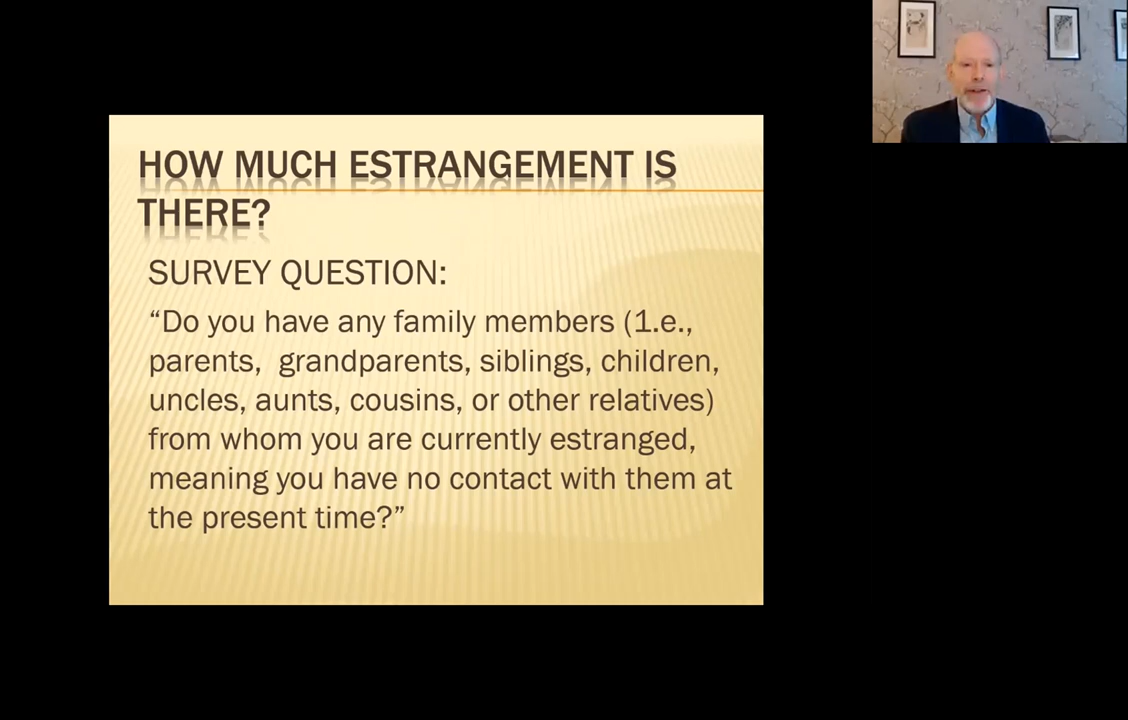 HOW MUCH ESTRANGEMENT IS
THERE?
SURVEY QUESTION:
“Do you have any family members (1.e.,
parents,  grandparents, siblings, children,
uncles, aunts, cousins, or other relatives)
from whom you are currently estranged,
meaning you have no contact with them at
the present time?”